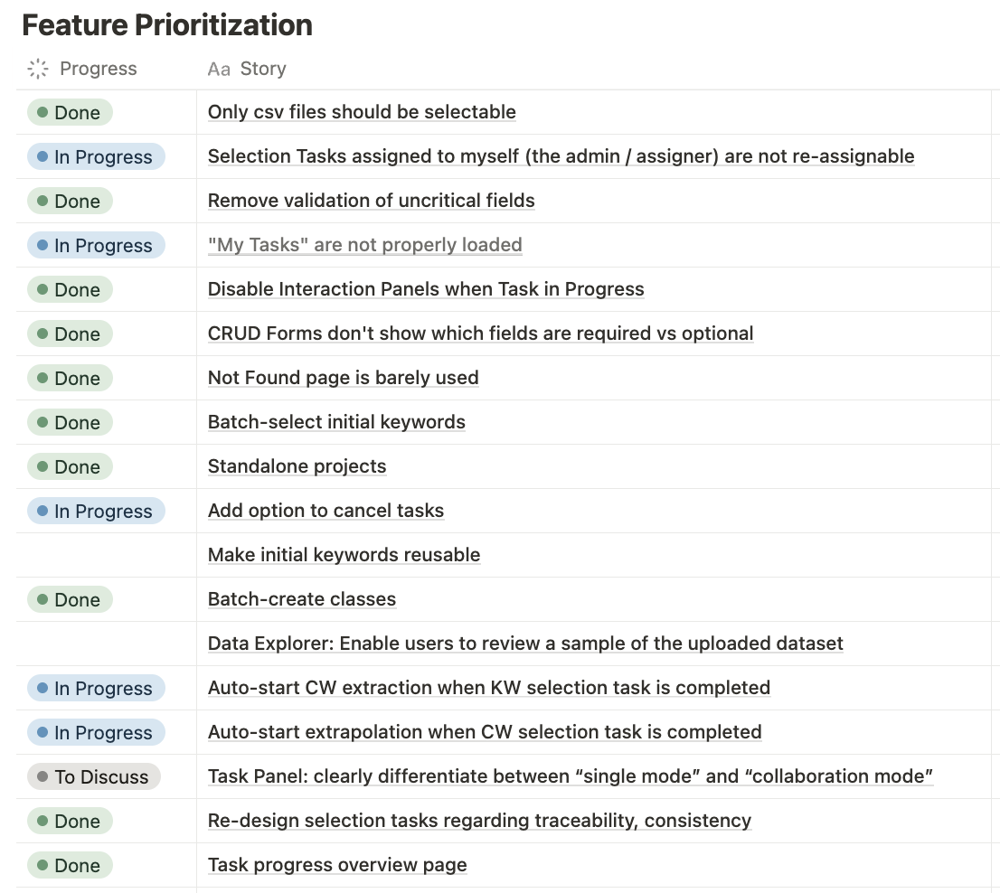 Feature Prioritization
Progress Aa Story
Done Only csv files should be selectable
In Progress Selection Tasks assigned to myself (the admin / assigner) are not re-assignable
Done Remove validation of uncritical fields
In Progress "My Tasks" are not properly loaded
Done Disable Interaction Panels when Task in Progress
Done CRUD Forms don't show which fields are required vs optional
Done Not Found page is barely used
Done Batch-select initial keywords
Done Standalone projects
In Progress Add option to cancel tasks
Make initial keywords reusable
Done Batch-create classes
Data Explorer: Enable users to review a sample of the uploaded dataset
In Progress Auto-start CW extraction when KW selection task is completed
In Progress Auto-start extrapolation when CW selection task is completed
To Discuss Task Panel: clearly differentiate between “single mode” and “collaboration mode”
Done Re-design selection tasks regarding traceability, consistency
Done Task progress overview page